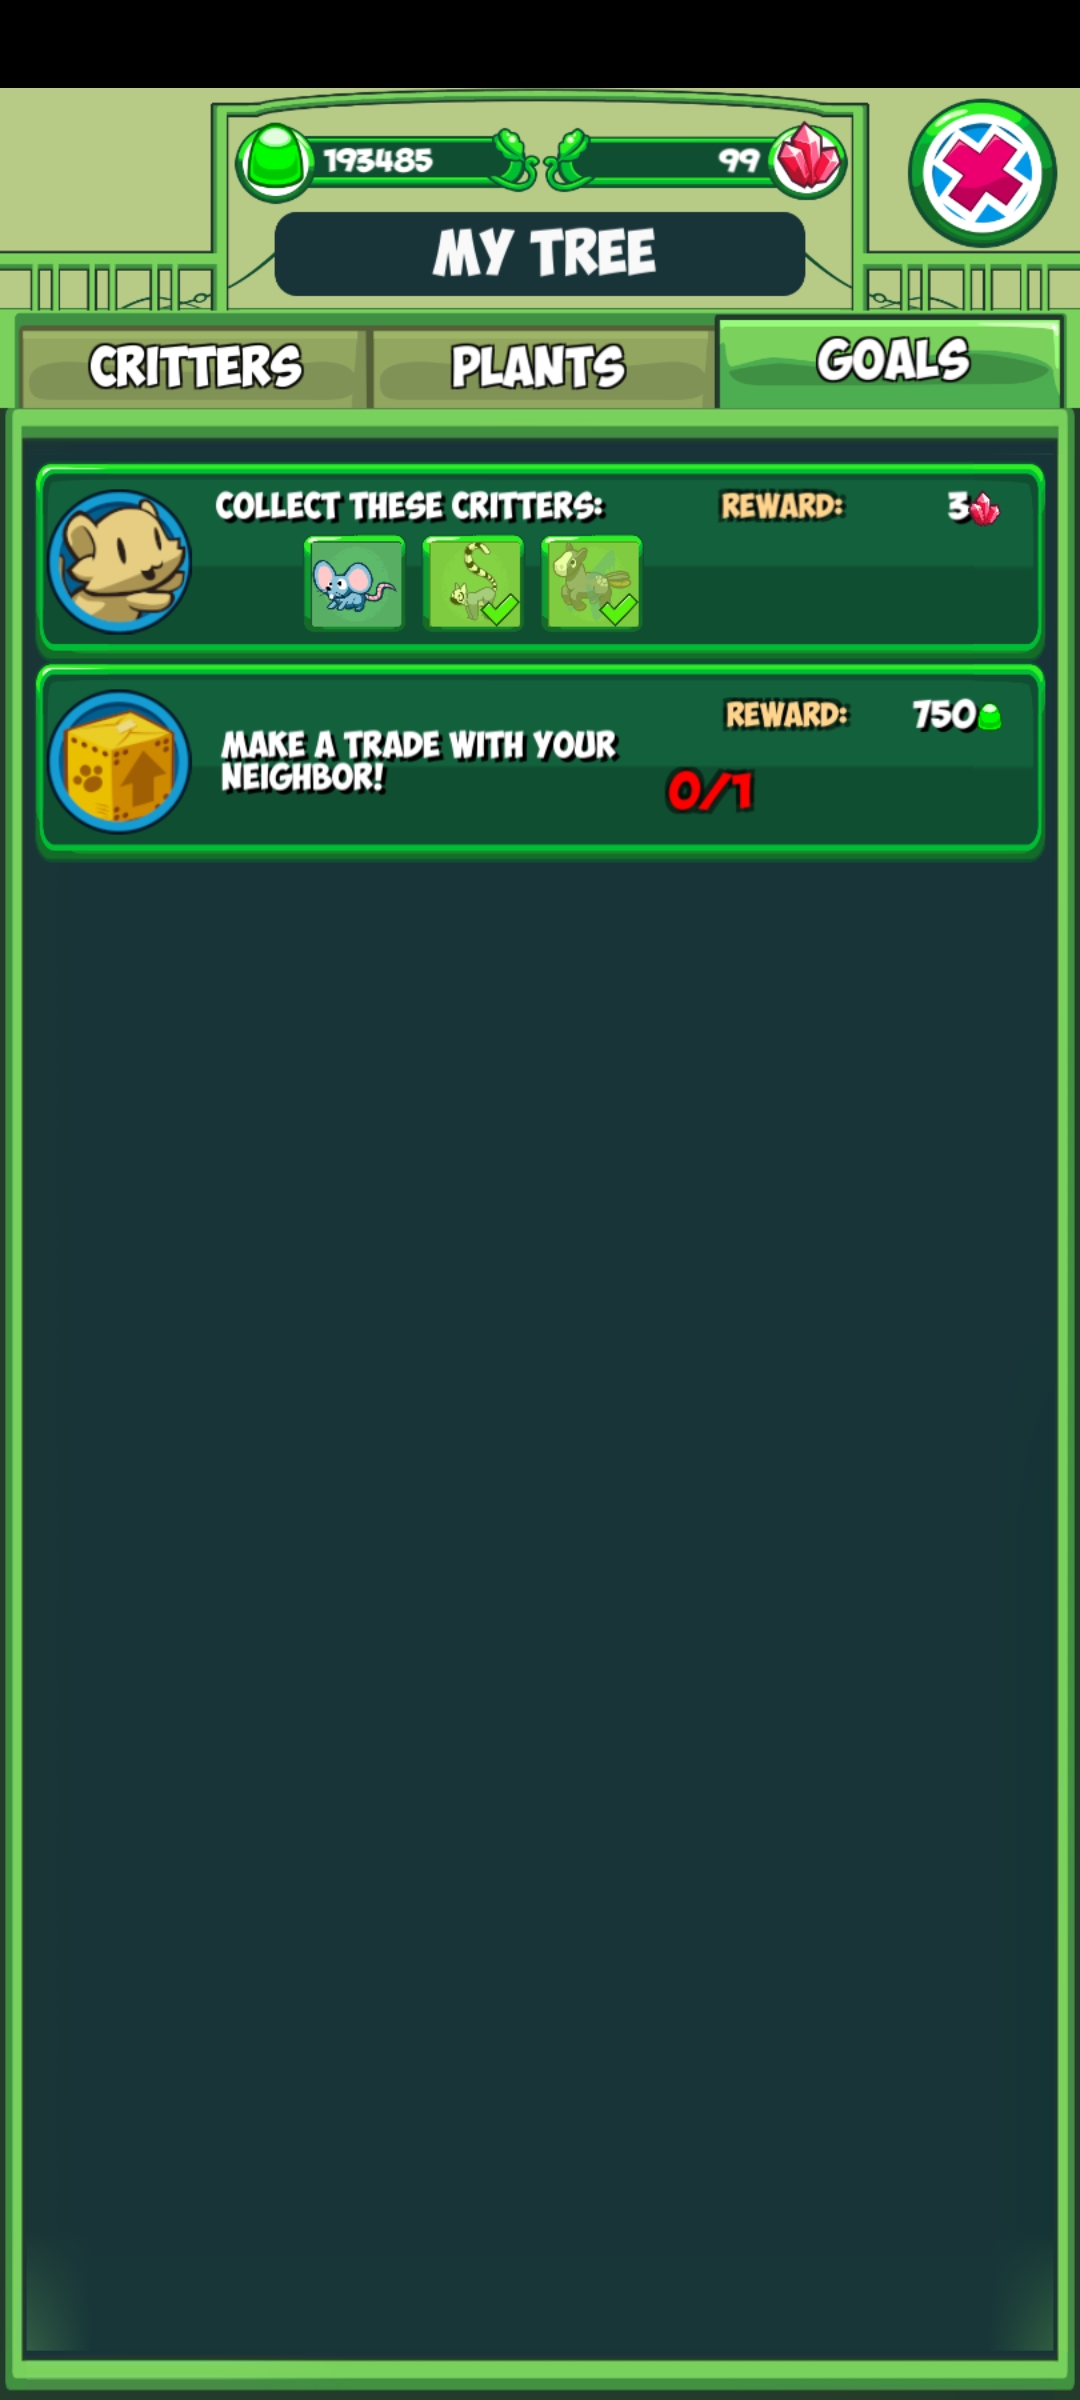 193485
99
MY TREE
CRITTERS
PLANTS
GOALS
COLLECT THESE CRITTERS:
REWARD:
3
MAKE A TRADE WITH YOUR
NEIGHBOR!
REWARD:
750
0/1